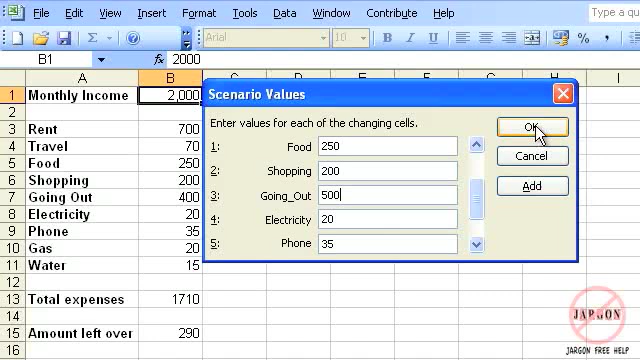 File Edit View Insert Format Tools Data Window Contribute Help Type a qu
Arial 10
B1 fx 2000
A B C D E F G H I
1 Monthly Income 2,000
2
3 Rent 700
4 Travel 70
5 Food 250
6 Shopping 200
7 Going Out 400
8 Electricity 20
9 Phone 35
10 Gas 20
11 Water 15
12
13 Total expenses 1710
14
15 Amount left over 290
16
Scenario Values
Enter values for each of the changing cells.
1: Food 250
2: Shopping 200
3: Going_Out 500
4: Electricity 20
5: Phone 35
OK
Cancel
Add
JARGON
JARGON FREE HELP